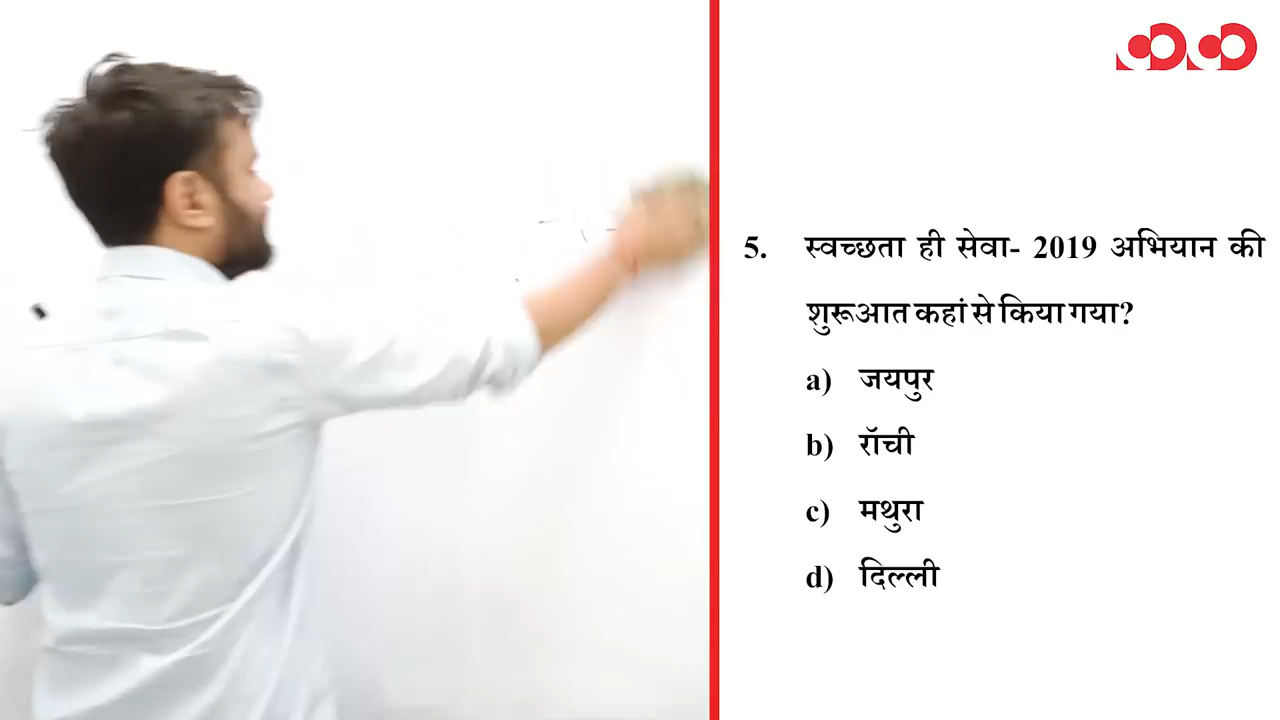 5. स्वच्छता ही सेवा- 2019 अभियान की
शुरूआत कहां से किया गया?
a) जयपुर
b) रॉची
c) मथुरा
d) दिल्ली